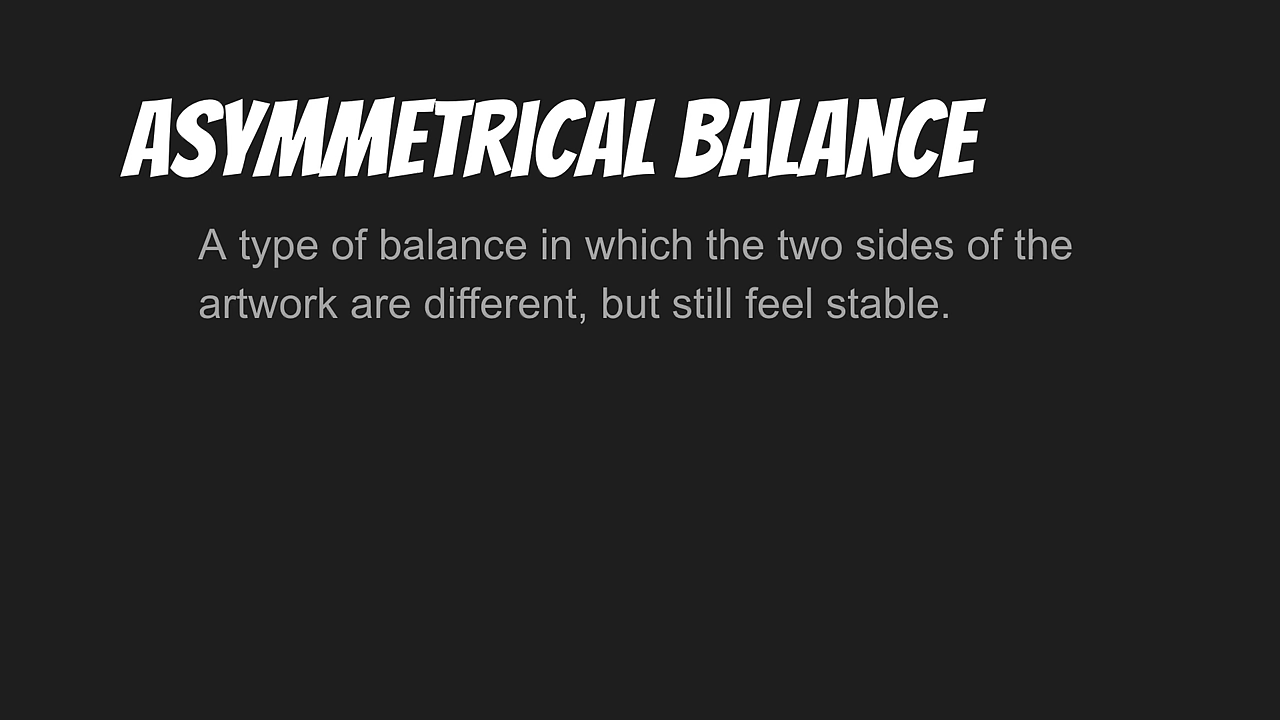 ASYMMETRICAL BALANCE
A type of balance in which the two sides of the
artwork are different, but still feel stable.